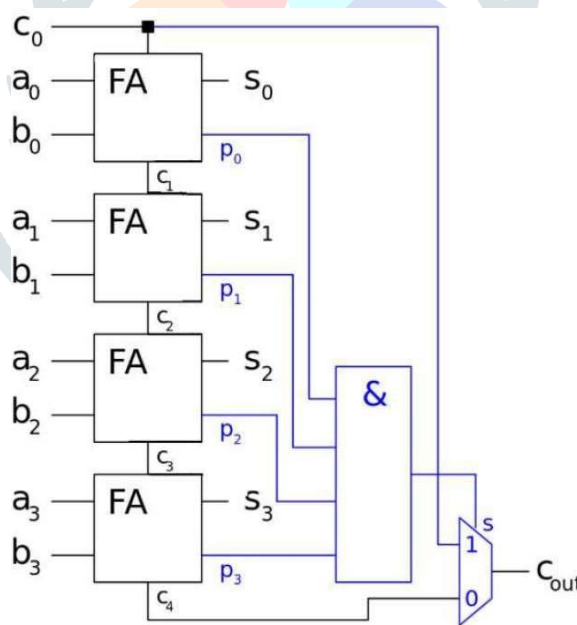 c0
a0 FA s0
b0 p0
c1
a1 FA s1
b1 p1
c2
a2 FA s2
b2 p2
&
c3
a3 FA s3
s
1
b3 p3
cout
c4
0